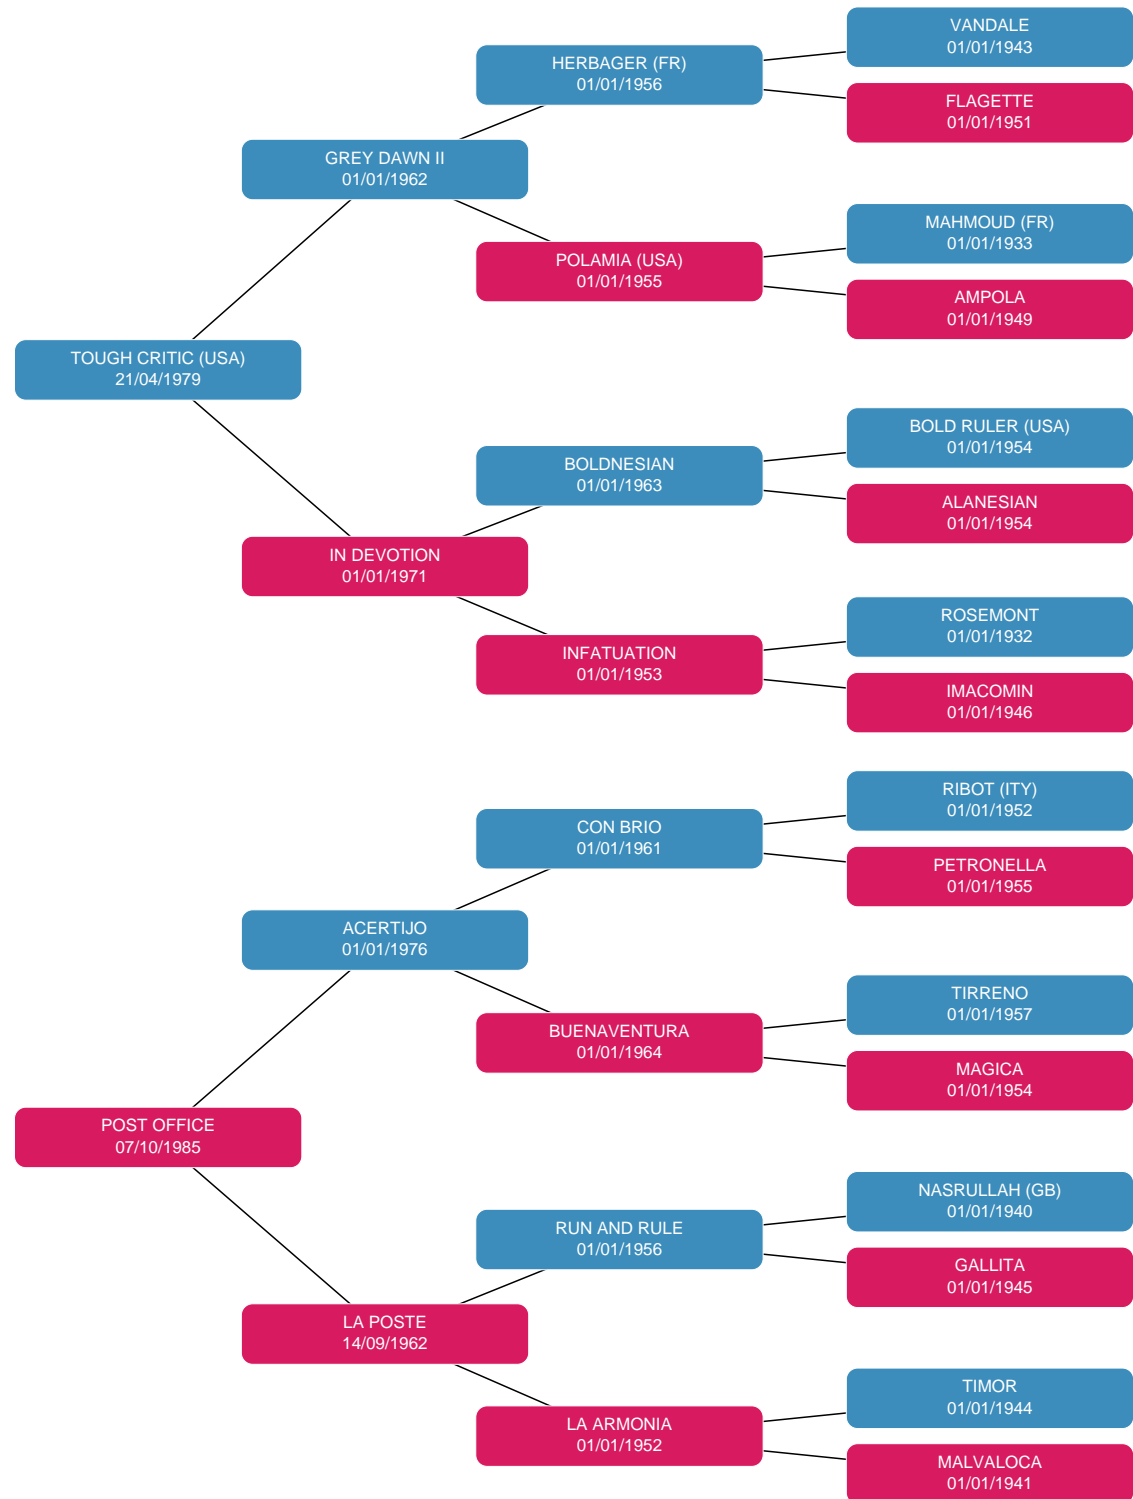 VANDALE
01/01/1943
HERBAGER (FR)
01/01/1956
FLAGETTE
01/01/1951
GREY DAWN II
01/01/1962
MAHMOUD (FR)
01/01/1933
POLAMIA (USA)
01/01/1955
AMPOLA
01/01/1949
TOUGH CRITIC (USA)
21/04/1979
BOLD RULER (USA)
01/01/1954
BOLDNESIAN
01/01/1963
ALANESIAN
01/01/1954
IN DEVOTION
01/01/1971
ROSEMONT
01/01/1932
INFATUATION
01/01/1953
IMACOMIN
01/01/1946
RIBOT (ITY)
01/01/1952
CON BRIO
01/01/1961
PETRONELLA
01/01/1955
ACERTIJO
01/01/1976
TIRRENO
01/01/1957
BUENAVENTURA
01/01/1964
MAGICA
01/01/1954
POST OFFICE
07/10/1985
NASRULLAH (GB)
01/01/1940
RUN AND RULE
01/01/1956
GALLITA
01/01/1945
LA POSTE
14/09/1962
TIMOR
01/01/1944
LA ARMONIA
01/01/1952
MALVALOCA
01/01/1941